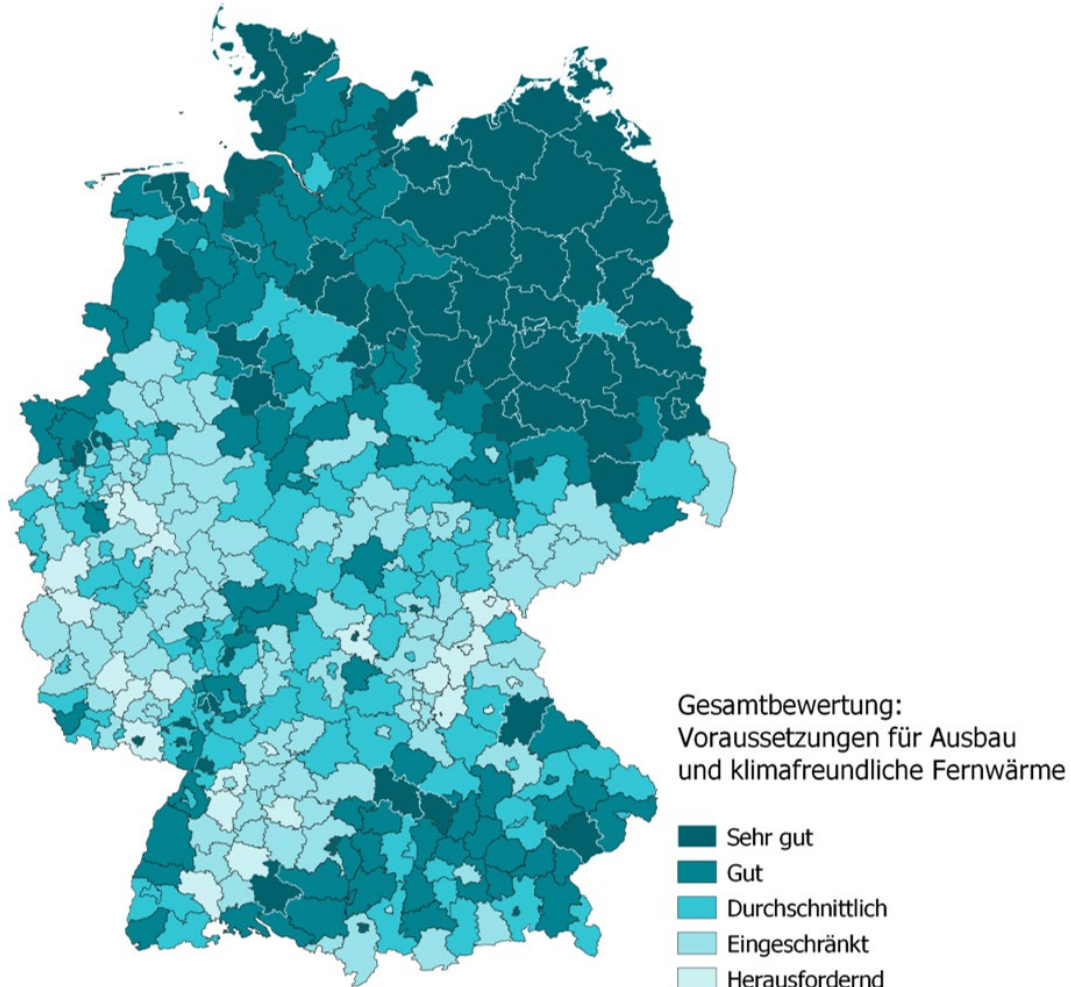 Gesamtbewertung:
Voraussetzungen für Ausbau
und klimafreundliche Fernwärme
Sehr gut
Gut
Durchschnittlich
Eingeschränkt
Herausfordernd